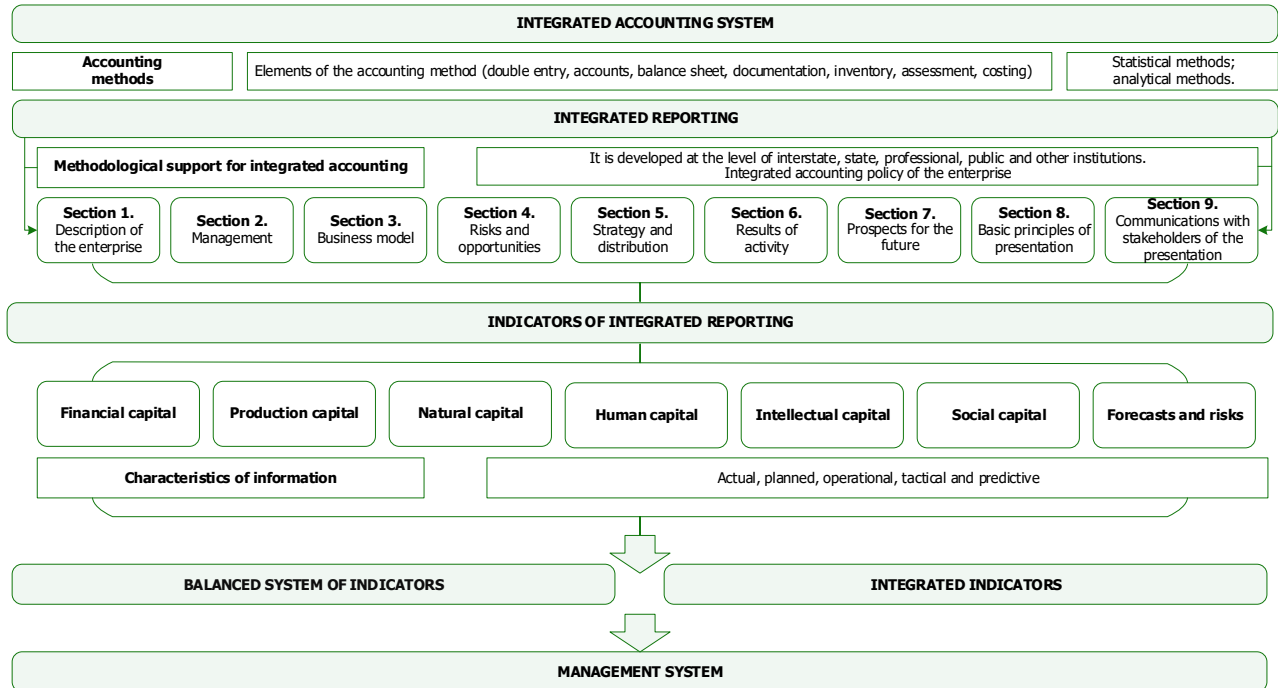 INTEGRATED ACCOUNTING SYSTEM
Accounting
methods
Elements of the accounting method (double entry, accounts, balance sheet, documentation, inventory, assessment, costing)
Statistical methods;
analytical methods.
INTEGRATED REPORTING
Methodological support for integrated accounting
It is developed at the level of interstate, state, professional, public and other institutions.
Integrated accounting policy of the enterprise
Section 1.
Description of
the enterprise
Section 2.
Management
Section 3.
Business model
Section 4.
Risks and
opportunities
Section 5.
Strategy and
distribution
Section 6.
Results of
activity
Section 7.
Prospects for the
future
Section 8.
Basic principles of
presentation
Section 9.
Communications with
stakeholders of the
presentation
INDICATORS OF INTEGRATED REPORTING
Financial capital
Production capital
Natural capital
Human capital
Intellectual capital
Social capital
Forecasts and risks
Characteristics of information
Actual, planned, operational, tactical and predictive
BALANCED SYSTEM OF INDICATORS
INTEGRATED INDICATORS
MANAGEMENT SYSTEM